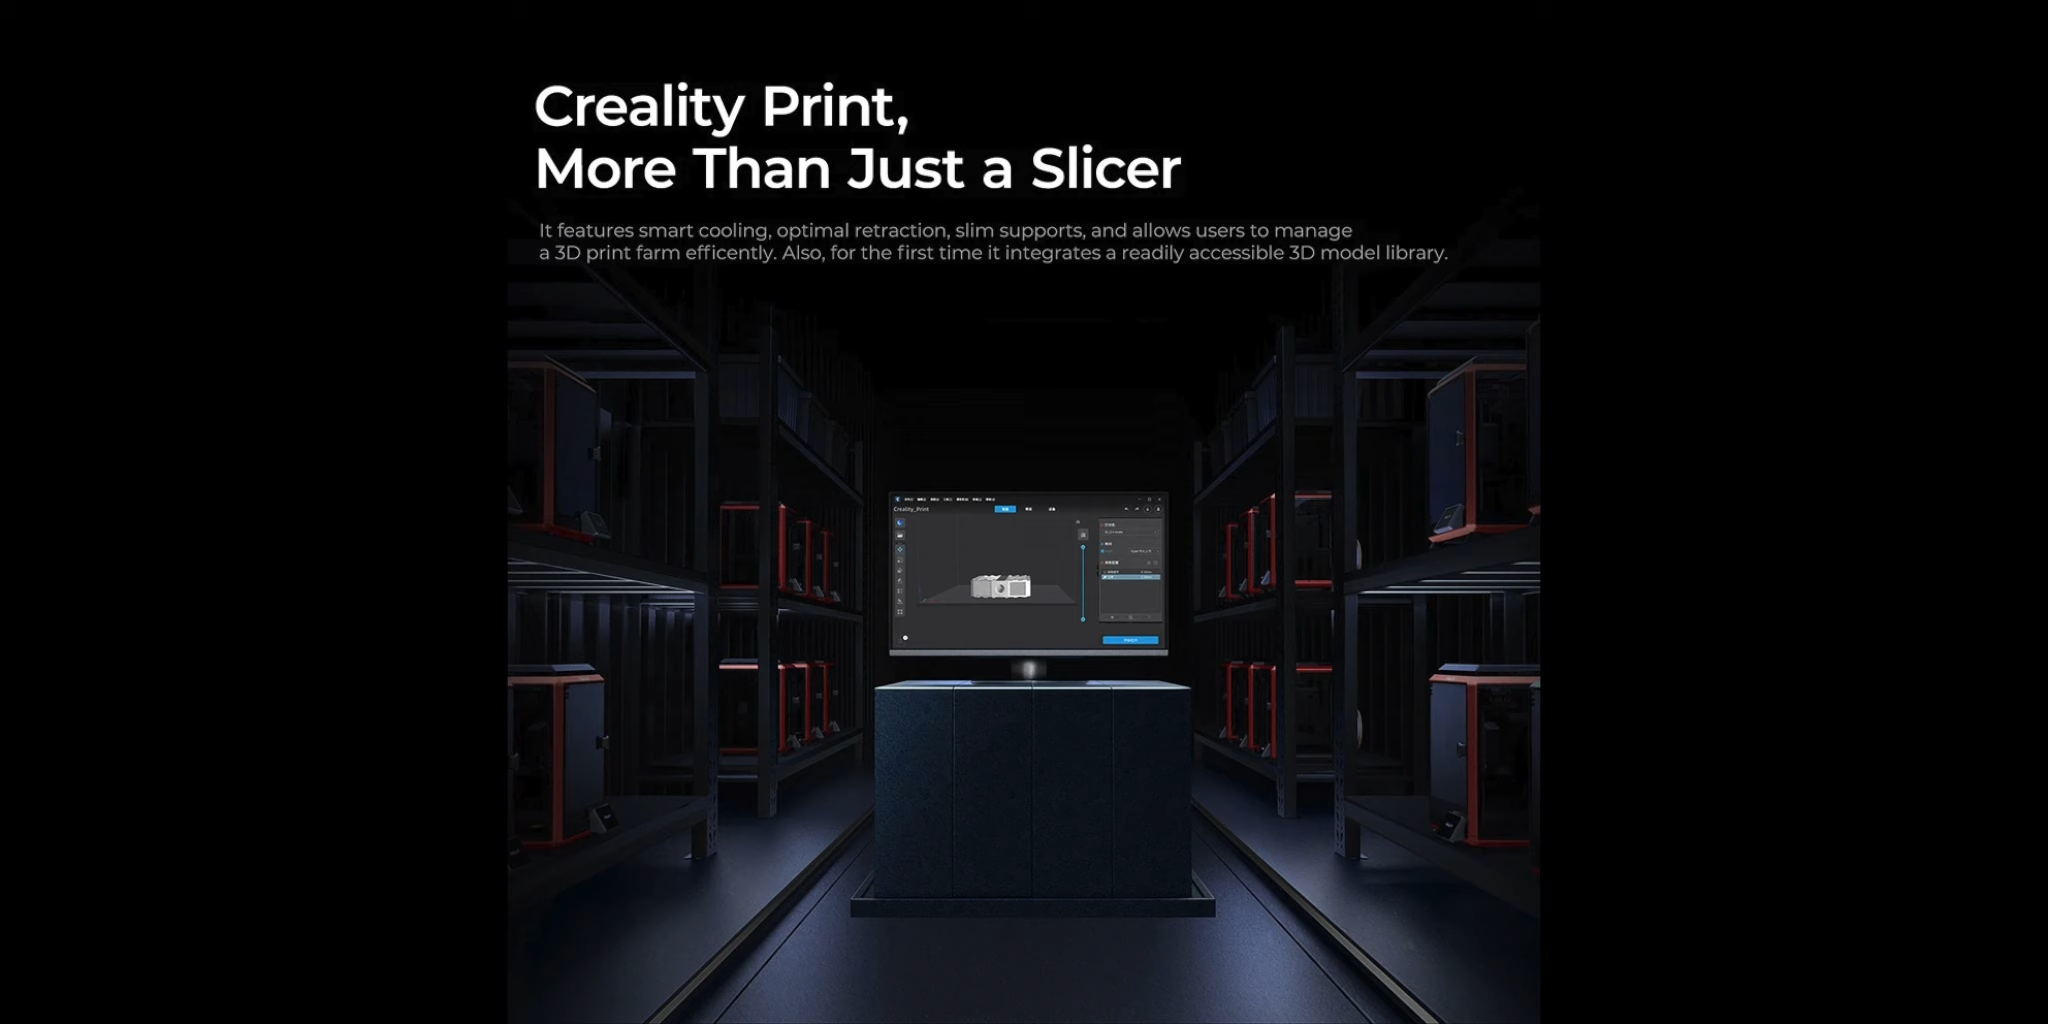 Creality Print,
More Than Just a Slicer
It features smart cooling, optimal retraction, slim supports, and allows users to manage
a 3D print farm efficently. Also, for the first time it integrates a readily accessible 3D model library.
Creality_Print